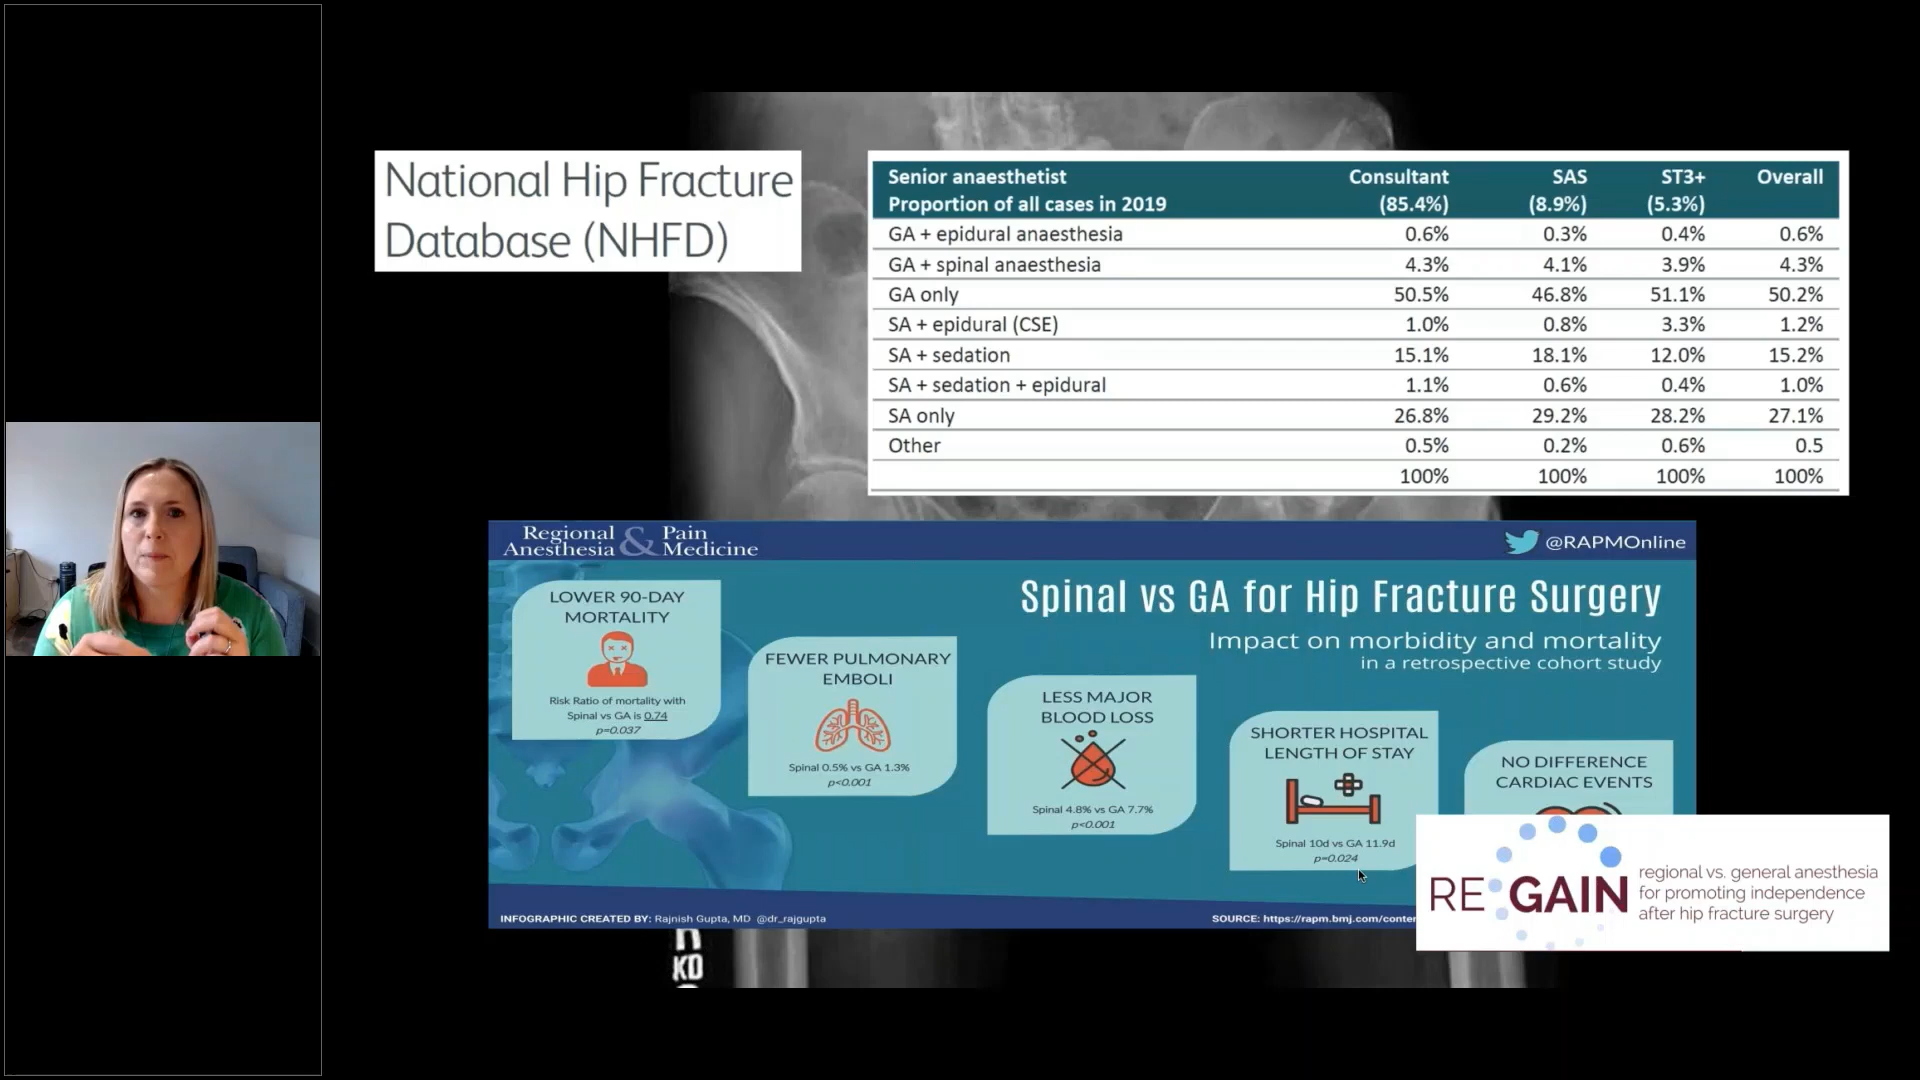 National Hip Fracture
Database (NHFD)
Senior anaesthetist Consultant SAS ST3+ Overall
Proportion of all cases in 2019 (85.4%) (8.9%) (5.3%)
GA + epidural anaesthesia 0.6% 0.3% 0.4% 0.6%
GA + spinal anaesthesia 4.3% 4.1% 3.9% 4.3%
GA only 50.5% 46.8% 51.1% 50.2%
SA + epidural (CSE) 1.0% 0.8% 3.3% 1.2%
SA + sedation 15.1% 18.1% 12.0% 15.2%
SA + sedation + epidural 1.1% 0.6% 0.4% 1.0%
SA only 26.8% 29.2% 28.2% 27.1%
Other 0.5% 0.2% 0.6% 0.5
100% 100% 100% 100%
Regional & Pain
Anesthesia Medicine
@RAPMOnline
Spinal vs GA for Hip Fracture Surgery
Impact on morbidity and mortality
in a retrospective cohort study
LOWER 90-DAY
MORTALITY
Risk Ratio of mortality with
Spinal vs GA is 0.74
p=0.037
FEWER PULMONARY
EMBOLI
Spinal 0.5% vs GA 1.3%
p<0.001
LESS MAJOR
BLOOD LOSS
Spinal 4.8% vs GA 7.7%
p<0.001
SHORTER HOSPITAL
LENGTH OF STAY
Spinal 10d vs GA 11.9d
p=0.024
NO DIFFERENCE
CARDIAC EVENTS
INFOGRAPHIC CREATED BY: Rajnish Gupta, MD @dr_rajgupta
SOURCE: https://rapm.bmj.com/conter
REGAIN
regional vs. general anesthesia
for promoting independence
after hip fracture surgery
KD